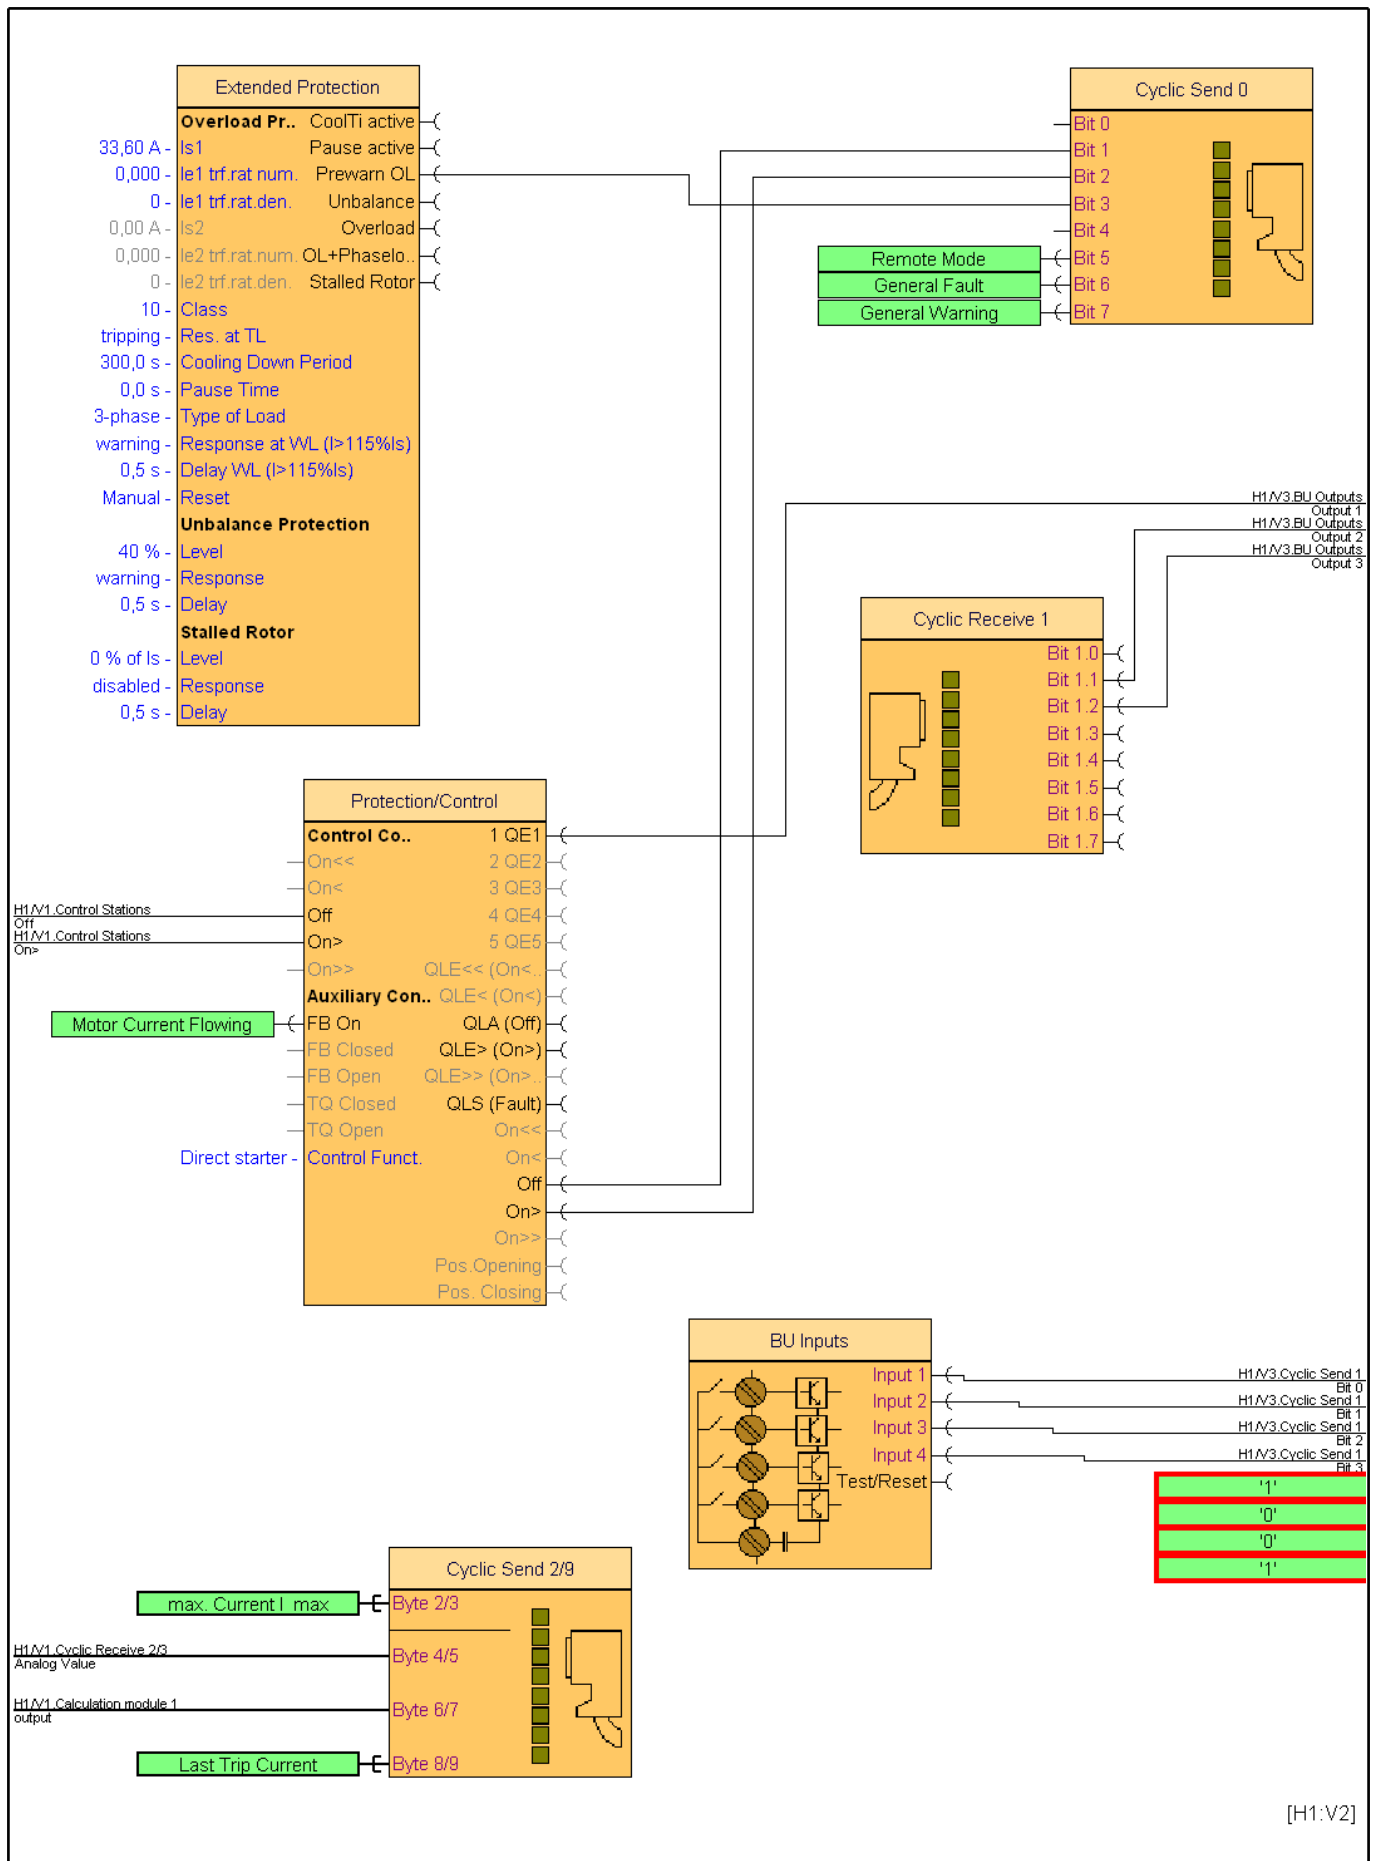 Extended Protection
Overload Pr.. CoolTi active
33,60 A - Is1 Pause active
0,000 - Ie1 trf.rat num. Prewarn OL
0 - Ie1 trf.rat.den. Unbalance
0,00 A - Is2 Overload
0,000 - Ie2 trf.rat.num. OL+Phaselo..
0 - Ie2 trf.rat.den. Stalled Rotor
10 - Class
tripping - Res. at TL
300,0 s - Cooling Down Period
0,0 s - Pause Time
3-phase - Type of Load
warning - Response at WL (I>115%Is)
0,5 s - Delay WL (I>115%Is)
Manual - Reset
Unbalance Protection
40 % - Level
warning - Response
0,5 s - Delay
Stalled Rotor
0 % of Is - Level
disabled - Response
0,5 s - Delay
Cyclic Send 0
Bit 0
Bit 1
Bit 2
Bit 3
Bit 4
Remote Mode Bit 5
General Fault Bit 6
General Warning Bit 7
H1/V3.BU Outputs
Output 1
H1/V3.BU Outputs
Output 2
H1/V3.BU Outputs
Output 3
Cyclic Receive 1
Bit 1.0
Bit 1.1
Bit 1.2
Bit 1.3
Bit 1.4
Bit 1.5
Bit 1.6
Bit 1.7
Protection/Control
Control Co.. 1 QE1
On<< 2 QE2
On< 3 QE3
H1/V1.Control Stations
Off
Off 4 QE4
H1/V1.Control Stations
On>
On> 5 QE5
On>> QLE<< (On<..
Auxiliary Con.. QLE< (On<)
Motor Current Flowing FB On QLA (Off)
FB Closed QLE> (On>)
FB Open QLE>> (On>..
TQ Closed QLS (Fault)
TQ Open On<<
Direct starter - Control Funct. On<
Off
On>
On>>
Pos.Opening
Pos. Closing
BU Inputs
Input 1
Input 2
Input 3
Input 4
Test/Reset
H1/V3.Cyclic Send 1
Bit 0
H1/V3.Cyclic Send 1
Bit 1
H1/V3.Cyclic Send 1
Bit 2
H1/V3.Cyclic Send 1
Bit 3
'1'
'0'
'0'
'1'
Cyclic Send 2/9
max. Current I_max Byte 2/3
H1/V1.Cyclic Receive 2/3
Analog Value
Byte 4/5
H1/V1.Calculation module 1
output
Byte 6/7
Last Trip Current Byte 8/9
[H1:V2]